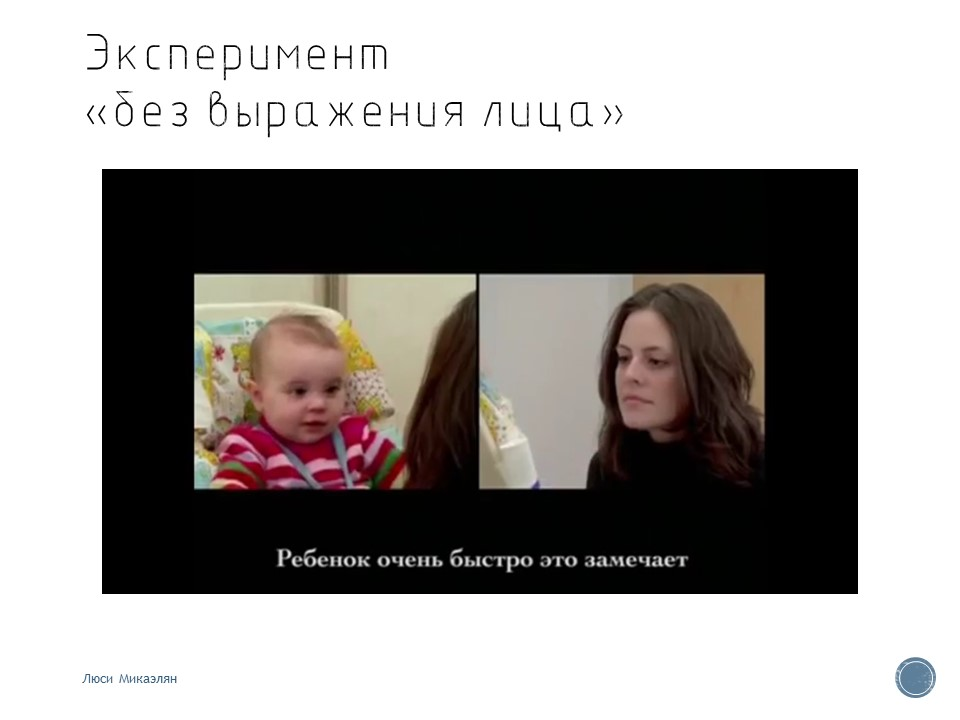 Эксперимент
«без выражения лица»
Ребенок очень быстро это замечает
Люси Микаэлян